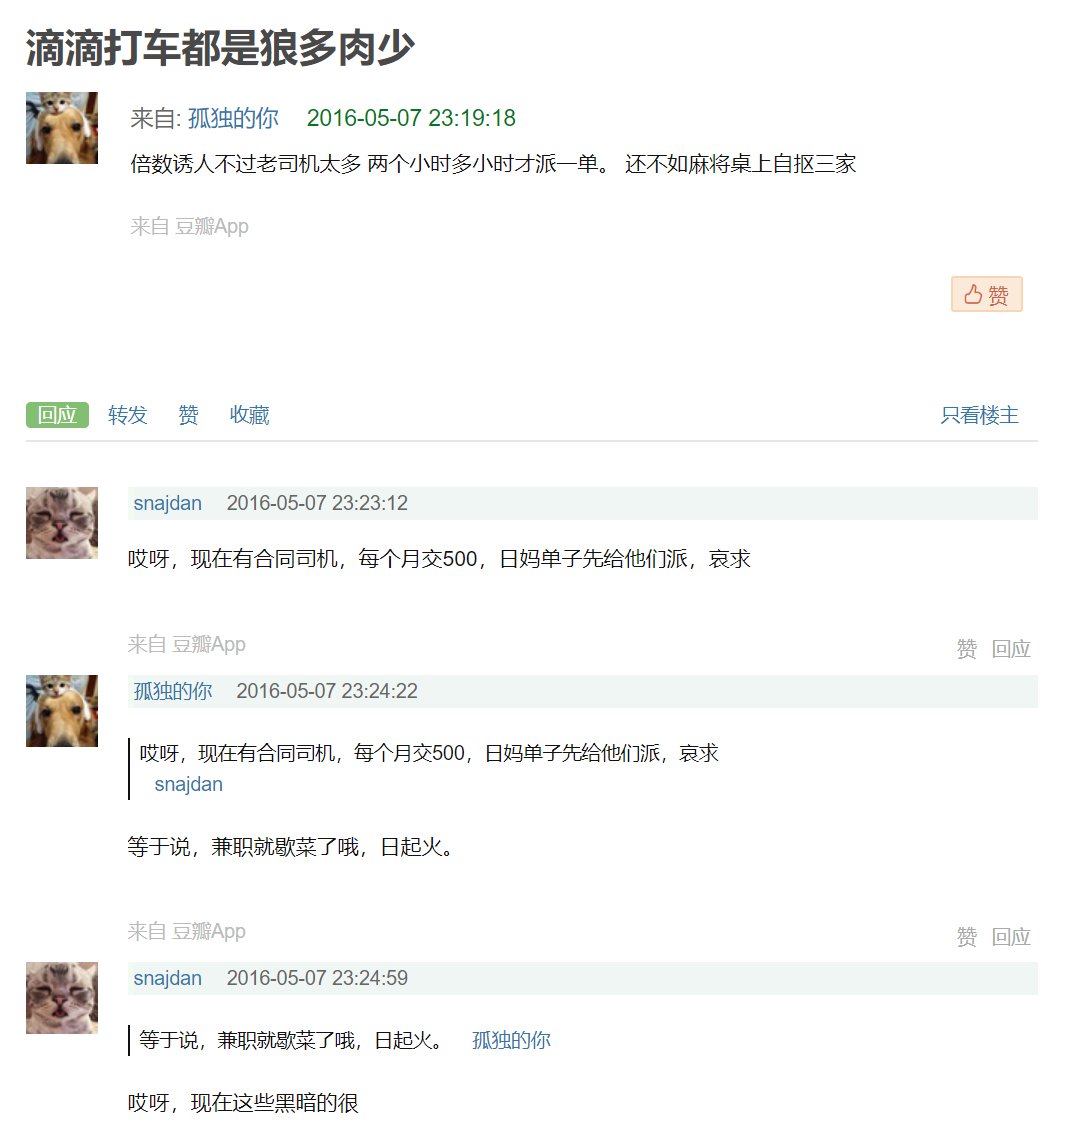 滴滴打车都是狼多肉少
来自: 孤独的你 2016-05-07 23:19:18
倍数诱人不过老司机太多 两个小时多小时才派一单。 还不如麻将桌上自抠三家
来自 豆瓣App
赞
回应 转发 赞 收藏 只看楼主
snajdan 2016-05-07 23:23:12
哎呀，现在有合同司机，每个月交500，日妈单子先给他们派，哀求
来自 豆瓣App 赞 回应
孤独的你 2016-05-07 23:24:22
哎呀，现在有合同司机，每个月交500，日妈单子先给他们派，哀求
snajdan
等于说，兼职就歇菜了哦，日起火。
来自 豆瓣App 赞 回应
snajdan 2016-05-07 23:24:59
等于说，兼职就歇菜了哦，日起火。 孤独的你
哎呀，现在这些黑暗的很